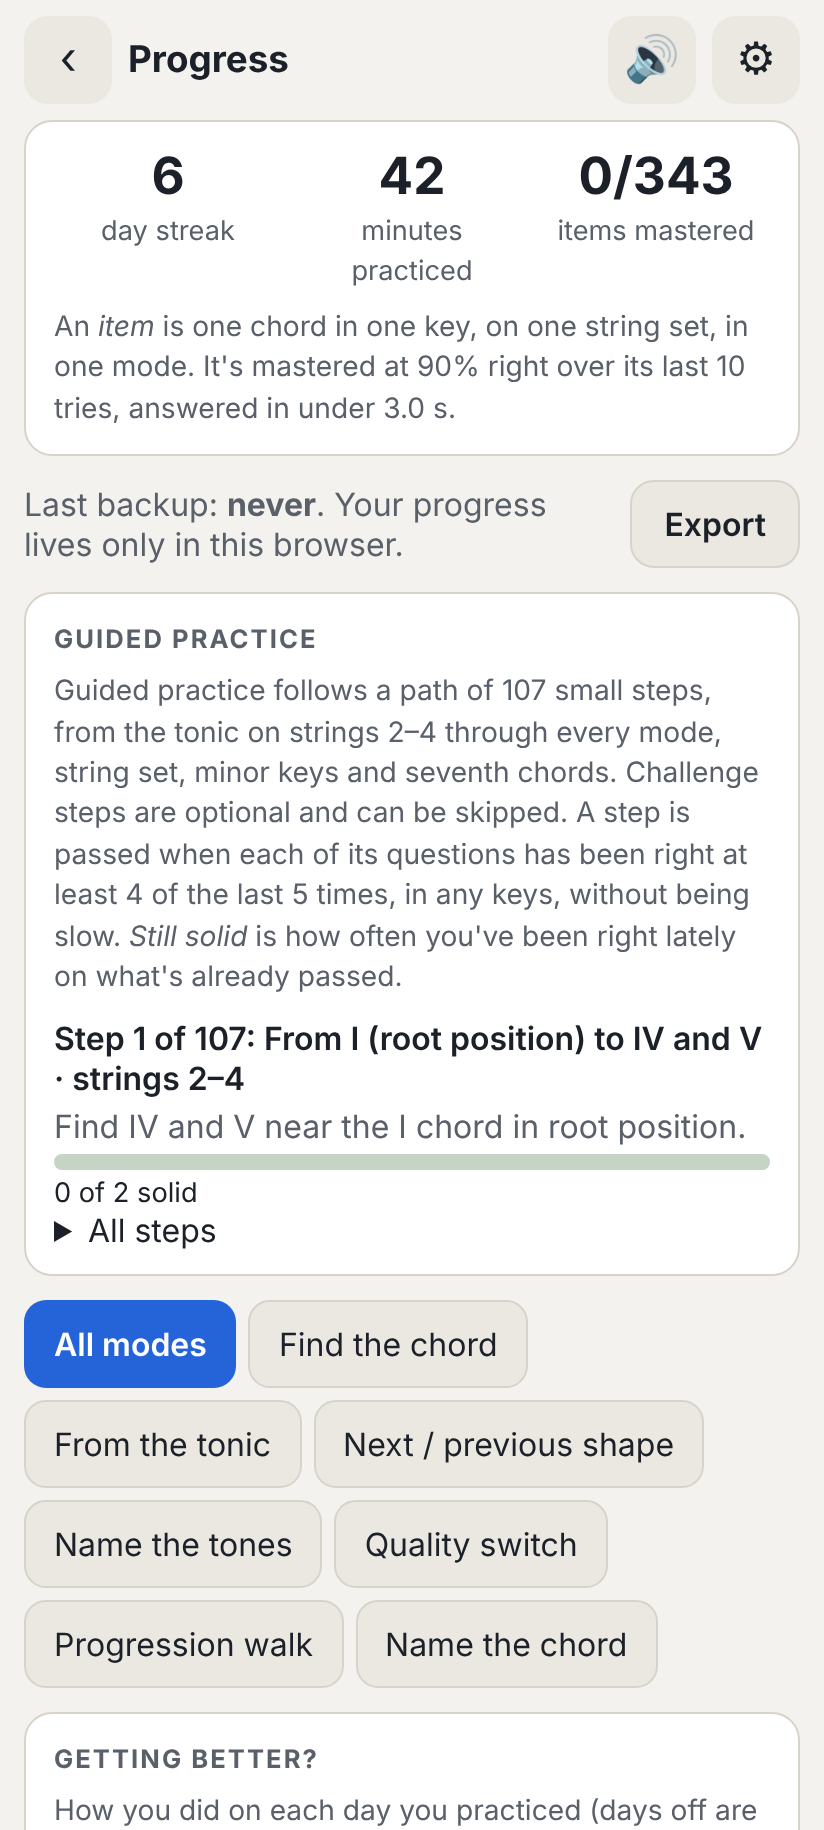 Progress
6
day streak
42
minutes
practiced
0/343
items mastered
An item is one chord in one key, on one string set, in
one mode. It's mastered at 90% right over its last 10
tries, answered in under 3.0 s.
Last backup: never. Your progress
lives only in this browser.
Export
GUIDED PRACTICE
Guided practice follows a path of 107 small steps,
from the tonic on strings 2–4 through every mode,
string set, minor keys and seventh chords. Challenge
steps are optional and can be skipped. A step is
passed when each of its questions has been right at
least 4 of the last 5 times, in any keys, without being
slow. Still solid is how often you've been right lately
on what's already passed.
Step 1 of 107: From I (root position) to IV and V
· strings 2–4
Find IV and V near the I chord in root position.
0 of 2 solid
All steps
All modes
Find the chord
From the tonic
Next / previous shape
Name the tones
Quality switch
Progression walk
Name the chord
GETTING BETTER?
How you did on each day you practiced (days off are